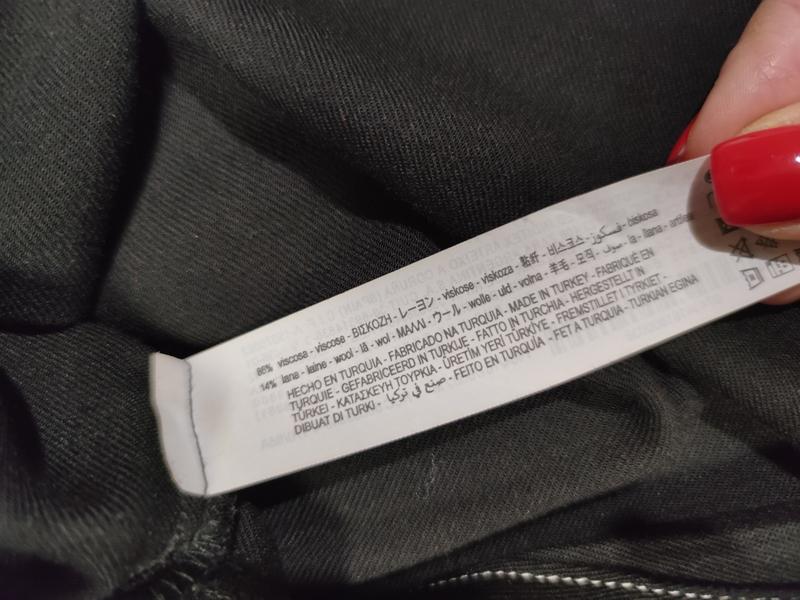 86% viscosa - viscose - ΒΙΣΚΟΖΗ - レーヨン - viskose - viskoza - 粘纤 - 비스코스 - فسكوز - biskosa
14% lana - laine - wool - lã - wol - ΜΑΛΛΙ - ウール - wolle - uld - volna - 羊毛 - 모직 - صوف - la - llana - artilea
HECHO EN TURQUIA - FABRICADO NA TURQUIA - MADE IN TURKEY - FABRIQUÉ EN
TURQUIE - GEFABRICEERD IN TURKIJE - FATTO IN TURCHIA - HERGESTELLT IN
TÜRKEI - ΚΑΤΑΣΚΕΥΗ ΤΟΥΡΚΙΑ - ÜRETİM YERİ TÜRKİYE - FREMSTILLET I TYRKIET -
DIBUAT DI TURKI - صنع في تركيا - FEITO EN TURQUÍA - FET A TURQUIA - TURKIAN EGINA